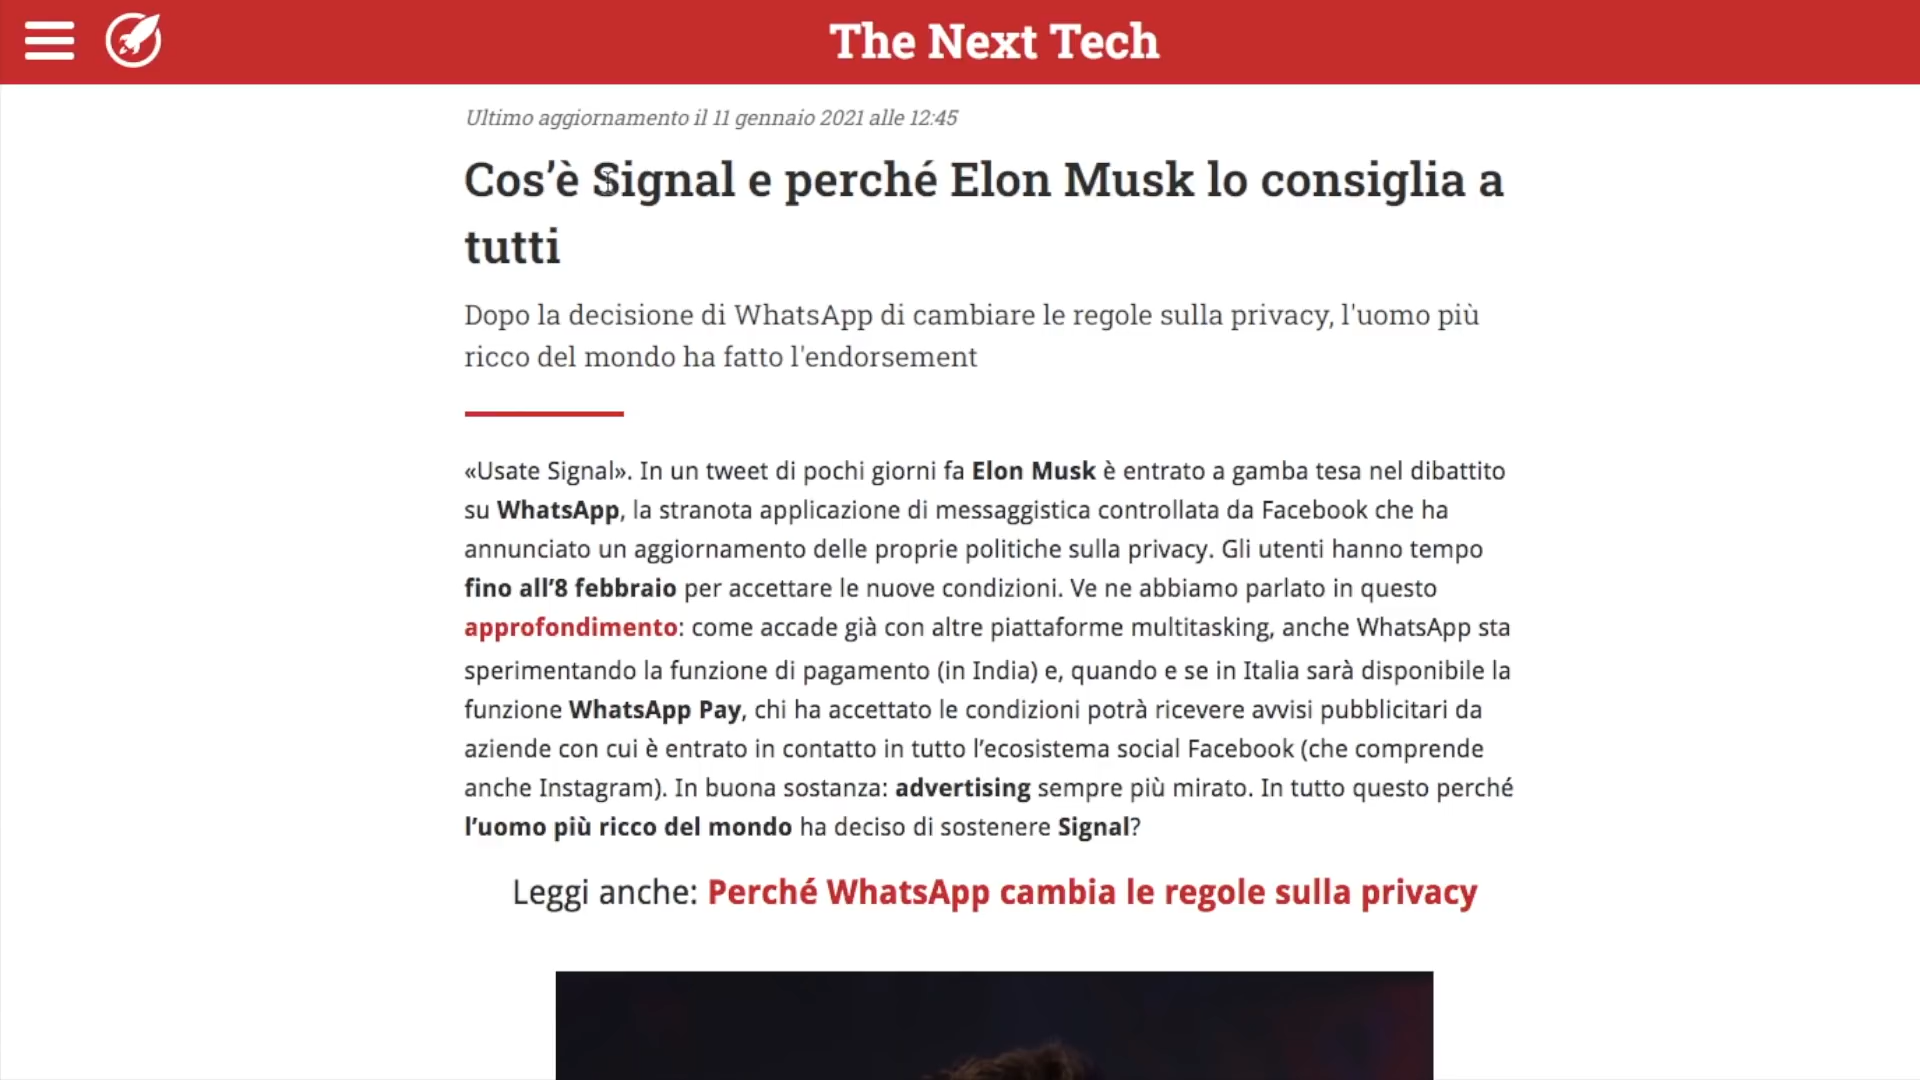 The Next Tech
Ultimo aggiornamento il 11 gennaio 2021 alle 12:45
Cos’è Signal e perché Elon Musk lo consiglia a
tutti
Dopo la decisione di WhatsApp di cambiare le regole sulla privacy, l'uomo più
ricco del mondo ha fatto l'endorsement
«Usate Signal». In un tweet di pochi giorni fa Elon Musk è entrato a gamba tesa nel dibattito
su WhatsApp, la stranota applicazione di messaggistica controllata da Facebook che ha
annunciato un aggiornamento delle proprie politiche sulla privacy. Gli utenti hanno tempo
fino all’8 febbraio per accettare le nuove condizioni. Ve ne abbiamo parlato in questo
approfondimento: come accade già con altre piattaforme multitasking, anche WhatsApp sta
sperimentando la funzione di pagamento (in India) e, quando e se in Italia sarà disponibile la
funzione WhatsApp Pay, chi ha accettato le condizioni potrà ricevere avvisi pubblicitari da
aziende con cui è entrato in contatto in tutto l’ecosistema social Facebook (che comprende
anche Instagram). In buona sostanza: advertising sempre più mirato. In tutto questo perché
l’uomo più ricco del mondo ha deciso di sostenere Signal?
Leggi anche: Perché WhatsApp cambia le regole sulla privacy